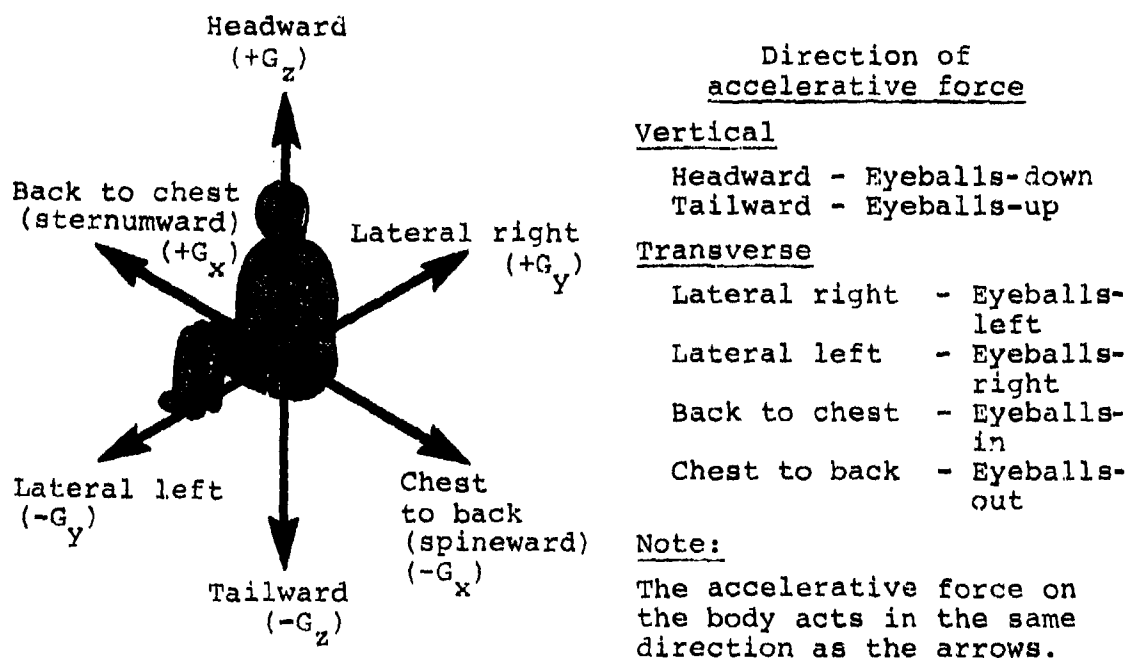 Headward
(+Gz)
Back to chest
(sternumward)
(+Gx)
Lateral right
(+Gy)
Lateral left
(-Gy)
Chest
to back
(spineward)
(-Gx)
Tailward
(-Gz)
Direction of
accelerative force
Vertical
Headward - Eyeballs-down
Tailward - Eyeballs-up
Transverse
Lateral right - Eyeballs-
left
Lateral left - Eyeballs-
right
Back to chest - Eyeballs-
in
Chest to back - Eyeballs-
out
Note:
The accelerative force on
the body acts in the same
direction as the arrows.